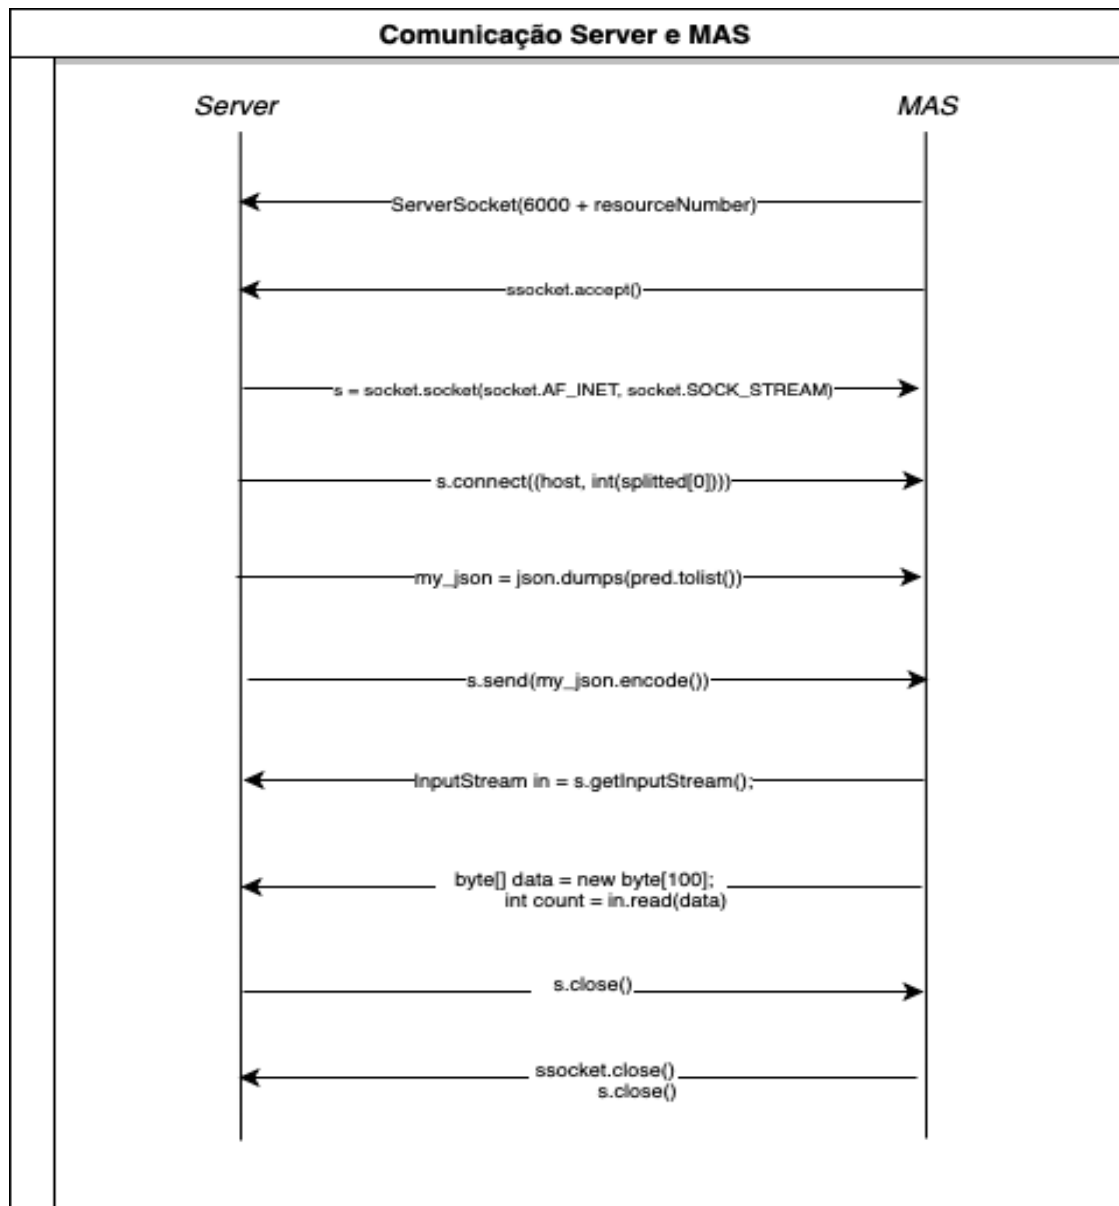 Comunicação Server e MAS
Server
MAS
ServerSocket(6000 + resourceNumber)
ssocket.accept()
s = socket.socket(socket.AF_INET, socket.SOCK_STREAM)
s.connect((host, int(splitted[0])))
my_json = json.dumps(pred.tolist())
s.send(my_json.encode())
InputStream in = s.getInputStream();
byte[] data = new byte[100];
int count = in.read(data)
s.close()
ssocket.close()
s.close()